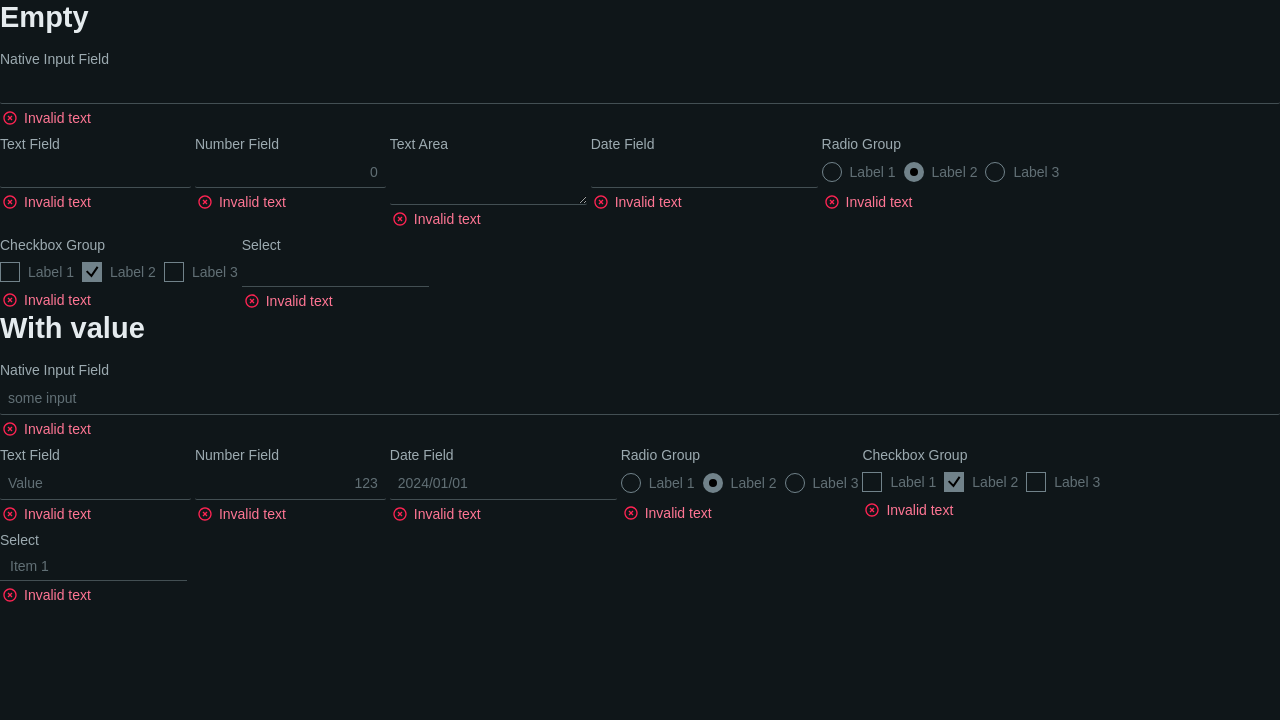 Empty
Native Input Field
Invalid text
Text Field Number Field Text Area Date Field Radio Group
0 Label 1 Label 2 Label 3
Invalid text Invalid text Invalid text Invalid text
Invalid text
Checkbox Group Select
Label 1 Label 2 Label 3
Invalid text Invalid text
With value
Native Input Field
some input
Invalid text
Text Field Number Field Date Field Radio Group Checkbox Group
Value 123 2024/01/01 Label 1 Label 2 Label 3 Label 1 Label 2 Label 3
Invalid text Invalid text Invalid text Invalid text Invalid text
Select
Item 1
Invalid text